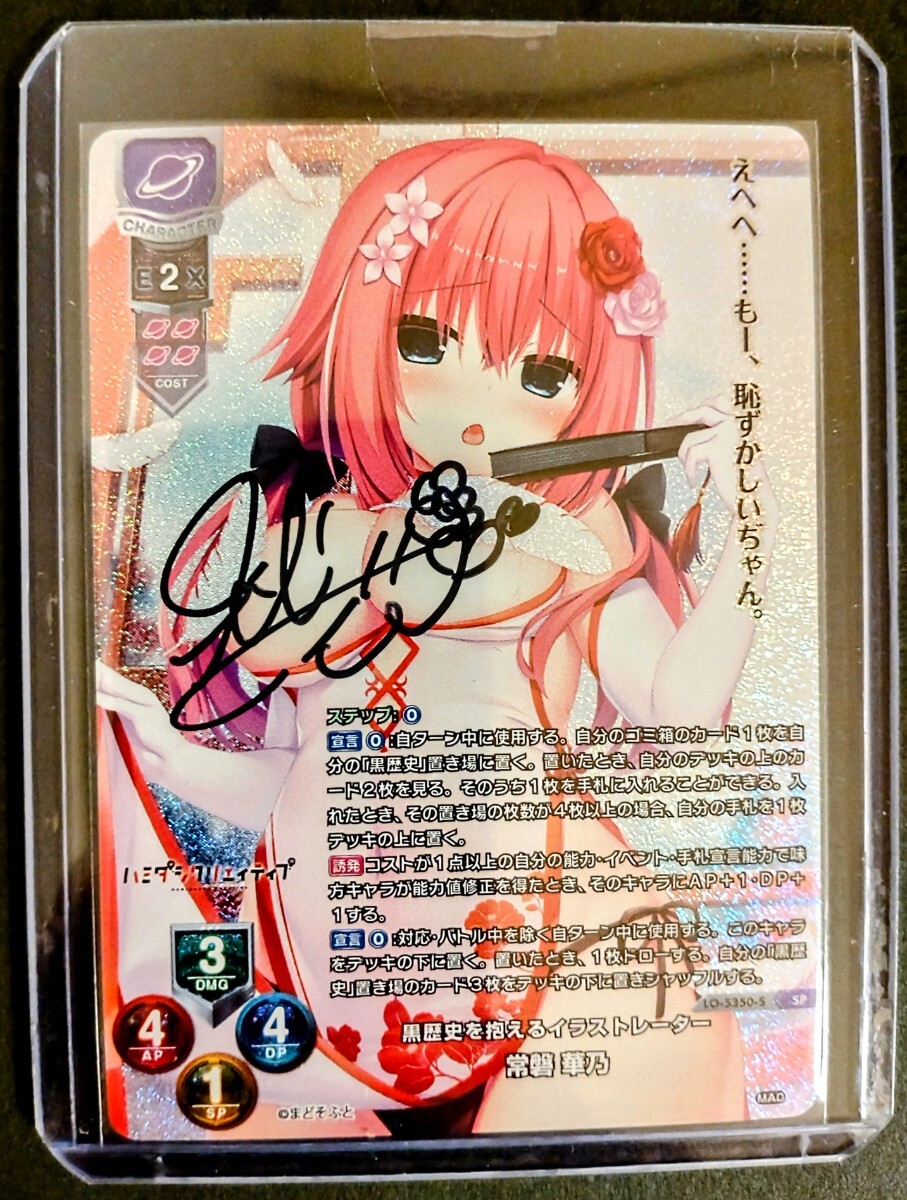 えへへ……もー、恥ずかしいぢゃん。
CHARACTER
E 2 X
COST
ステップ:0
宣言 0:自ターン中に使用する。自分のゴミ箱のカード1枚を自
分の「黒歴史」置き場に置く。置いたとき、自分のデッキの上のカ
ード2枚を見る。そのうち1枚を手札に入れることができる。入
れたとき、その置き場の枚数が4枚以上の場合、自分の手札を1枚
デッキの上に置く。
誘発 コストが1点以上の自分の能力・イベント・手札宣言能力で味
方キャラが能力値修正を得たとき、そのキャラにAP+1・DP+
1する。
宣言 0:対応・バトル中を除く自ターン中に使用する。このキャラ
をデッキの下に置く。置いたとき、1枚ドローする。自分の「黒歴
史」置き場のカード3枚をデッキの下に置きシャッフルする。
ハミダシクリエイティブ
3
DMG
4
AP
4
DP
1
SP
LO-5350-S SP
黒歴史を抱えるイラストレーター
常磐 華乃
©まどそふと
MAD